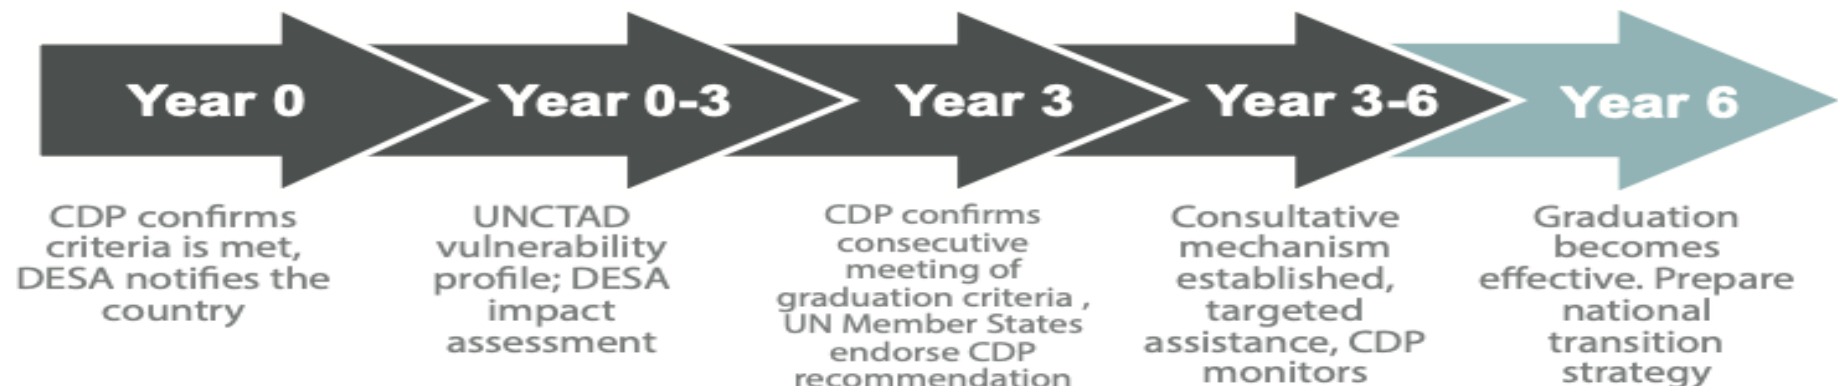 Year 0
Year 0-3
Year 3
Year 3-6
Year 6
CDP confirms
criteria is met,
DESA notifies the
country
UNCTAD
vulnerability
profile; DESA
impact
assessment
CDP confirms
consecutive
meeting of
graduation criteria ,
UN Member States
endorse CDP
recommendation
Consultative
mechanism
established,
targeted
assistance, CDP
monitors
Graduation
becomes
effective. Prepare
national
transition
strategy